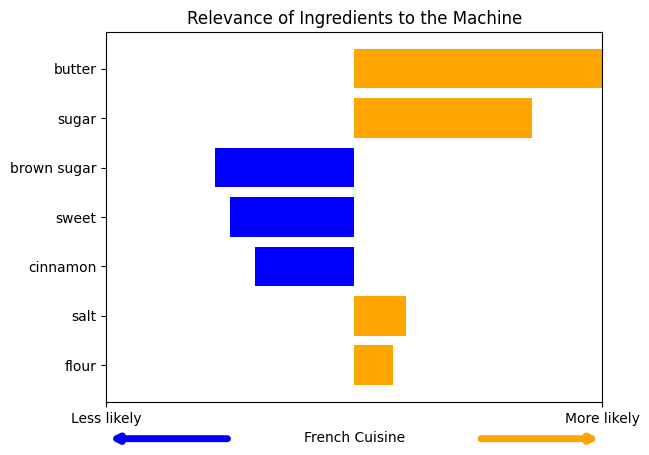 Relevance of Ingredients to the Machine
butter
sugar
brown sugar
sweet
cinnamon
salt
flour
Less likely
More likely
French Cuisine